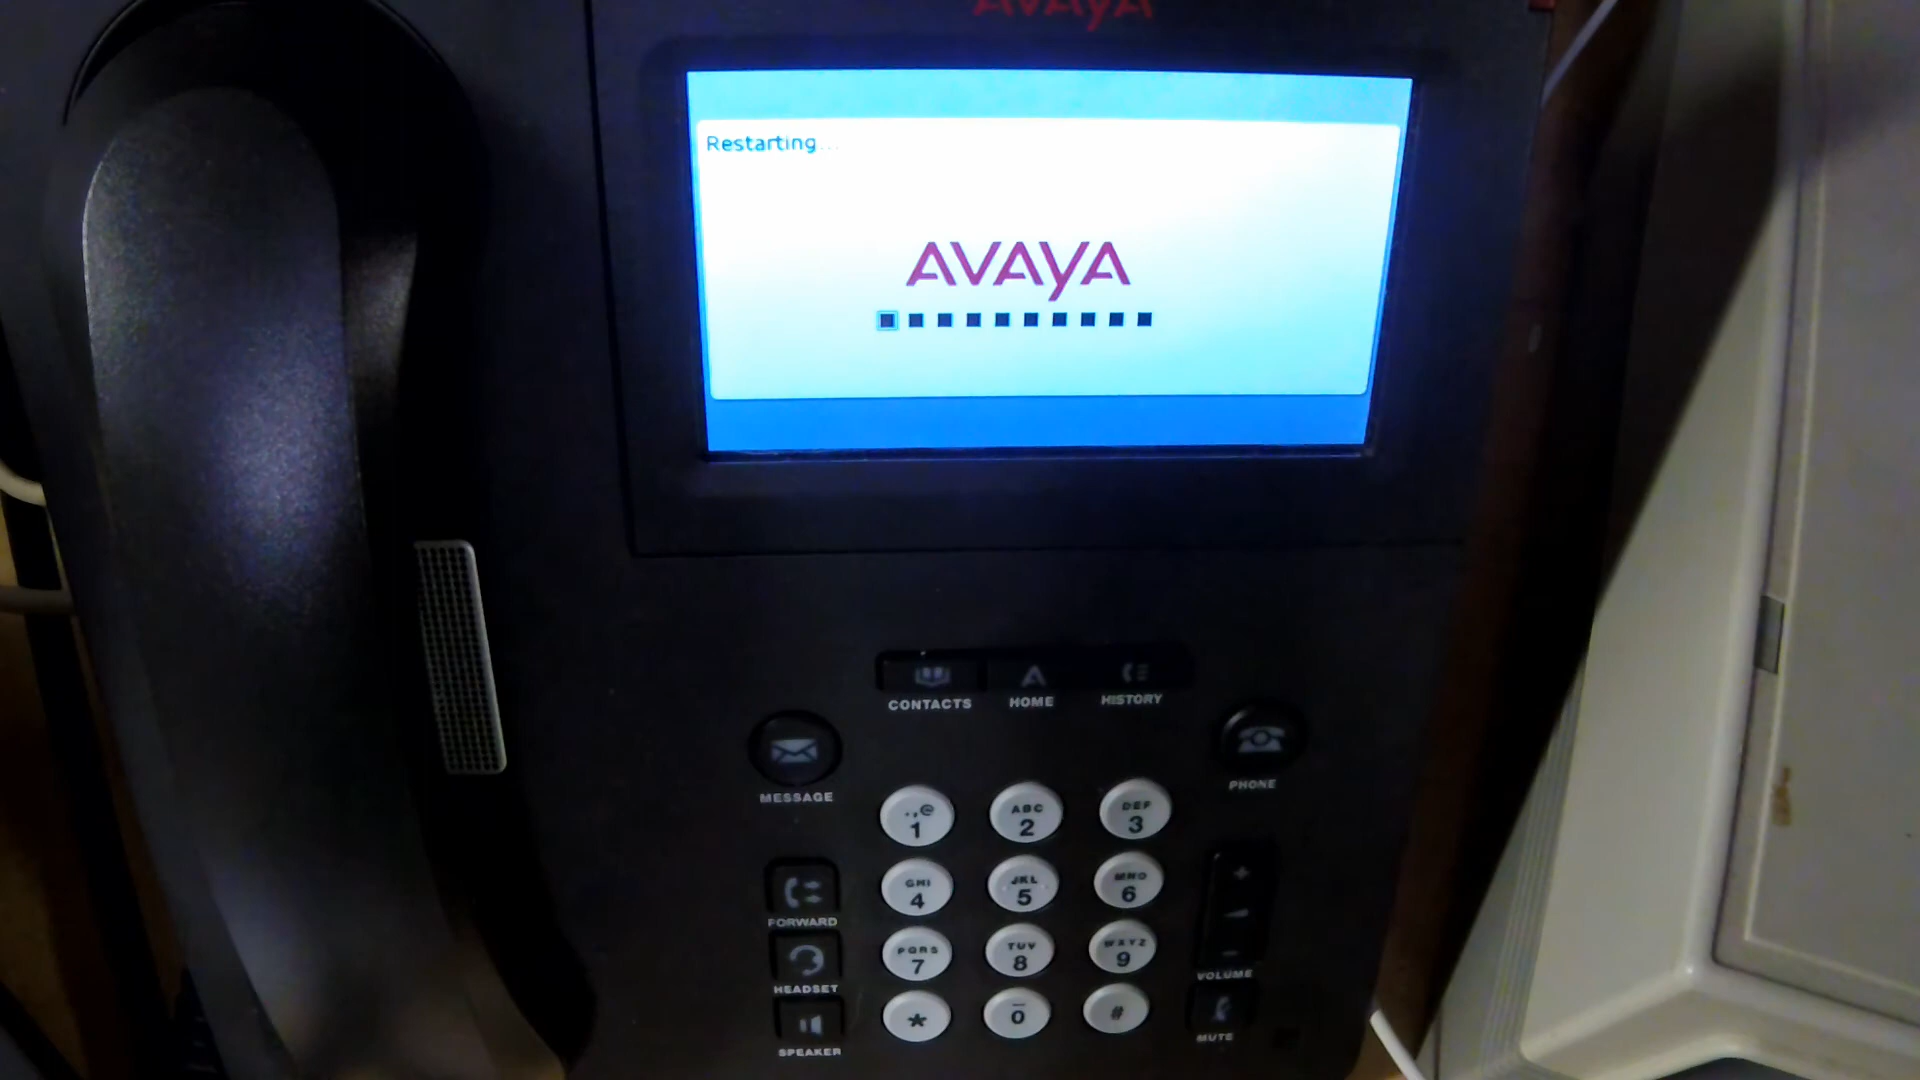 AVAYA
Restarting...
AVAYA
CONTACTS
HOME
HISTORY
MESSAGE
PHONE
.,@
1
ABC
2
DEF
3
GHI
4
JKL
5
MNO
6
FORWARD
PQRS
7
TUV
8
WXYZ
9
HEADSET
VOLUME
+
-
*
0
#
MUTE
SPEAKER